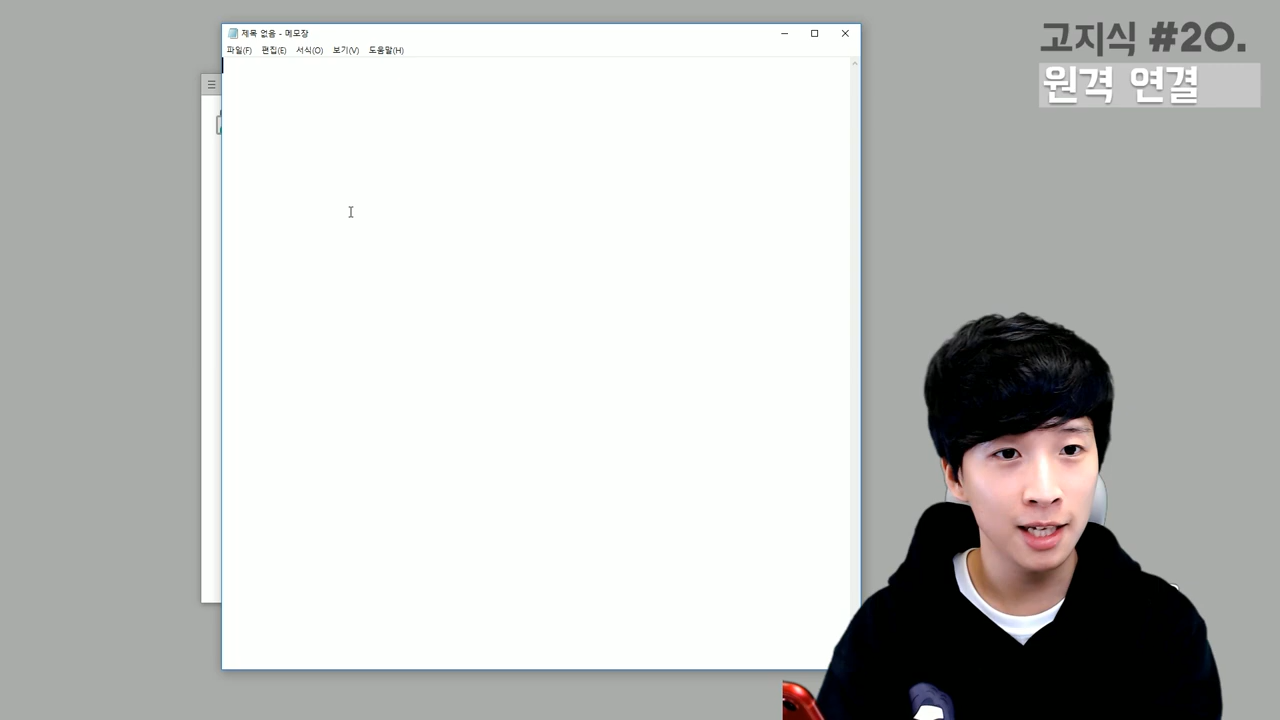 제목 없음 - 메모장
파일(F) 편집(E) 서식(O) 보기(V) 도움말(H)
고지식 #20.
원격 연결